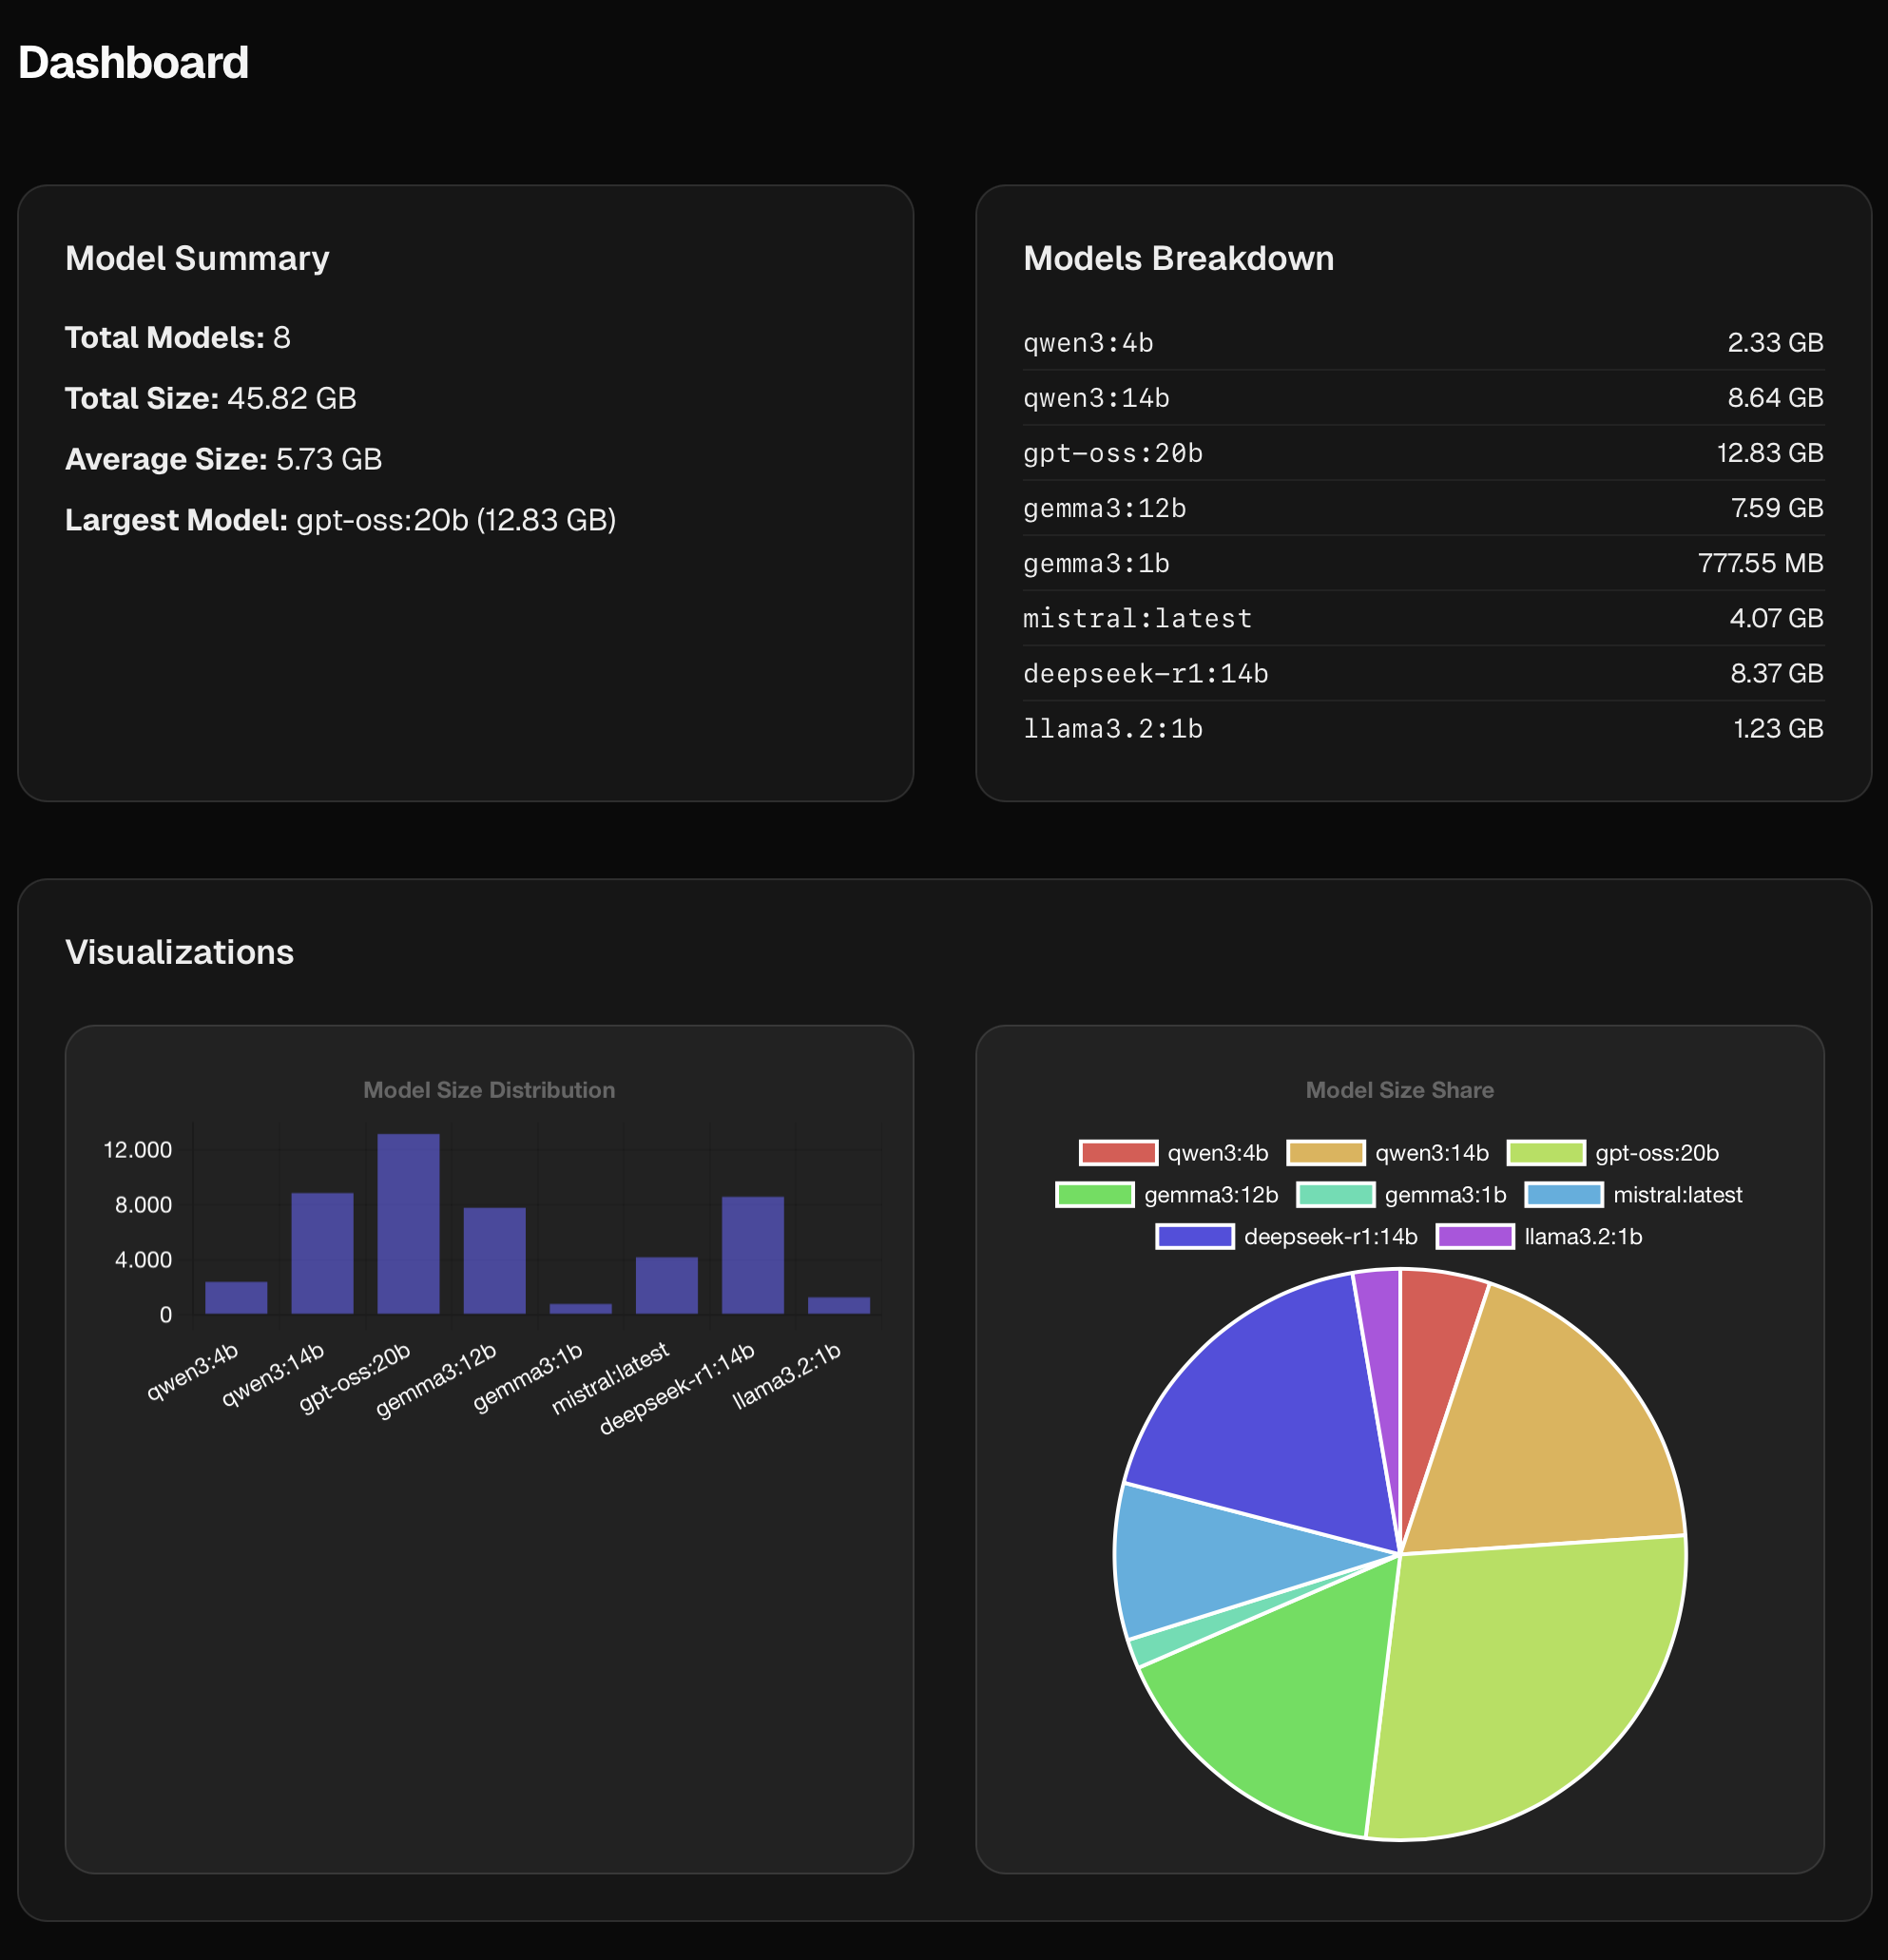 Dashboard
Model Summary
Total Models: 8
Total Size: 45.82 GB
Average Size: 5.73 GB
Largest Model: gpt-oss:20b (12.83 GB)
Models Breakdown
qwen3:4b 2.33 GB
qwen3:14b 8.64 GB
gpt-oss:20b 12.83 GB
gemma3:12b 7.59 GB
gemma3:1b 777.55 MB
mistral:latest 4.07 GB
deepseek-r1:14b 8.37 GB
llama3.2:1b 1.23 GB
Visualizations
Model Size Distribution
12.000
8.000
4.000
0
qwen3:4b
qwen3:14b
gpt-oss:20b
gemma3:12b
gemma3:1b
mistral:latest
deepseek-r1:14b
llama3.2:1b
Model Size Share
qwen3:4b qwen3:14b gpt-oss:20b
gemma3:12b gemma3:1b mistral:latest
deepseek-r1:14b llama3.2:1b